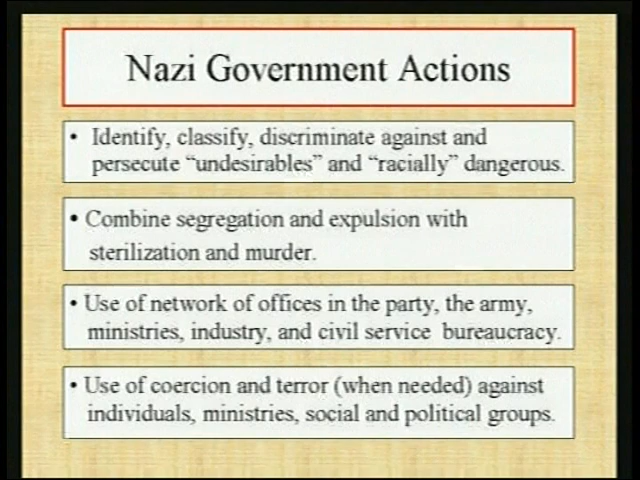 Nazi Government Actions
• Identify, classify, discriminate against and
persecute “undesirables” and “racially” dangerous.
• Combine segregation and expulsion with
sterilization and murder.
• Use of network of offices in the party, the army,
ministries, industry, and civil service bureaucracy.
• Use of coercion and terror (when needed) against
individuals, ministries, social and political groups.